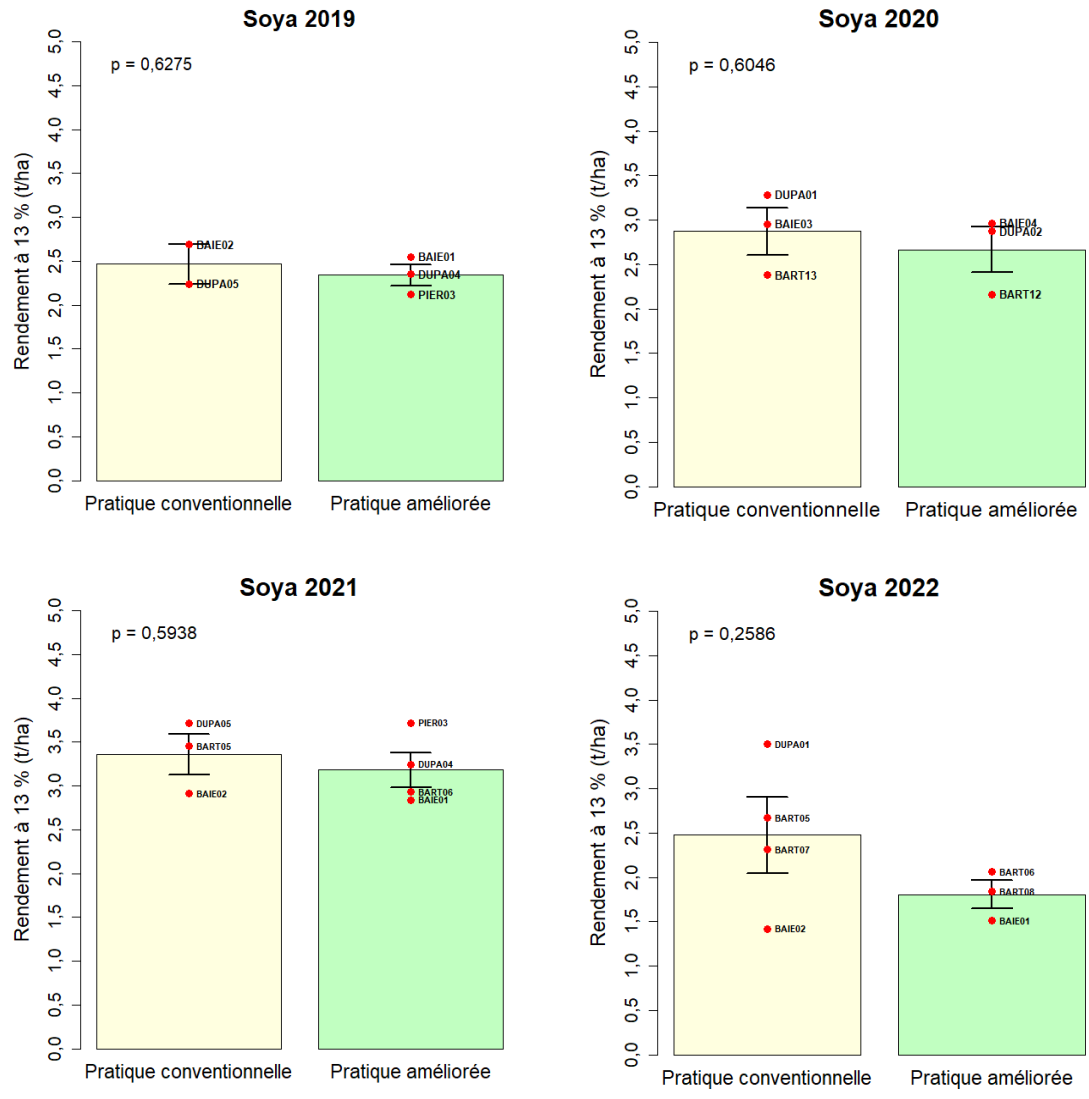 Soya 2019
p = 0,6275
Rendement à 13 % (t/ha)
5,0
4,5
4,0
3,5
3,0
2,5
2,0
1,5
1,0
0,5
0,0
BAIE02
DUPA05
BAIE01
DUPA04
PIER03
Pratique conventionnelle
Pratique améliorée
Soya 2020
p = 0,6046
Rendement à 13 % (t/ha)
5,0
4,5
4,0
3,5
3,0
2,5
2,0
1,5
1,0
0,5
0,0
DUPA01
BAIE03
BART13
BAIE04
DUPA02
BART12
Pratique conventionnelle
Pratique améliorée
Soya 2021
p = 0,5938
Rendement à 13 % (t/ha)
5,0
4,5
4,0
3,5
3,0
2,5
2,0
1,5
1,0
0,5
0,0
DUPA05
BART05
BAIE02
PIER03
DUPA04
BART06
BAIE01
Pratique conventionnelle
Pratique améliorée
Soya 2022
p = 0,2586
Rendement à 13 % (t/ha)
5,0
4,5
4,0
3,5
3,0
2,5
2,0
1,5
1,0
0,5
0,0
DUPA01
BART05
BART07
BAIE02
BART06
BART08
BAIE01
Pratique conventionnelle
Pratique améliorée